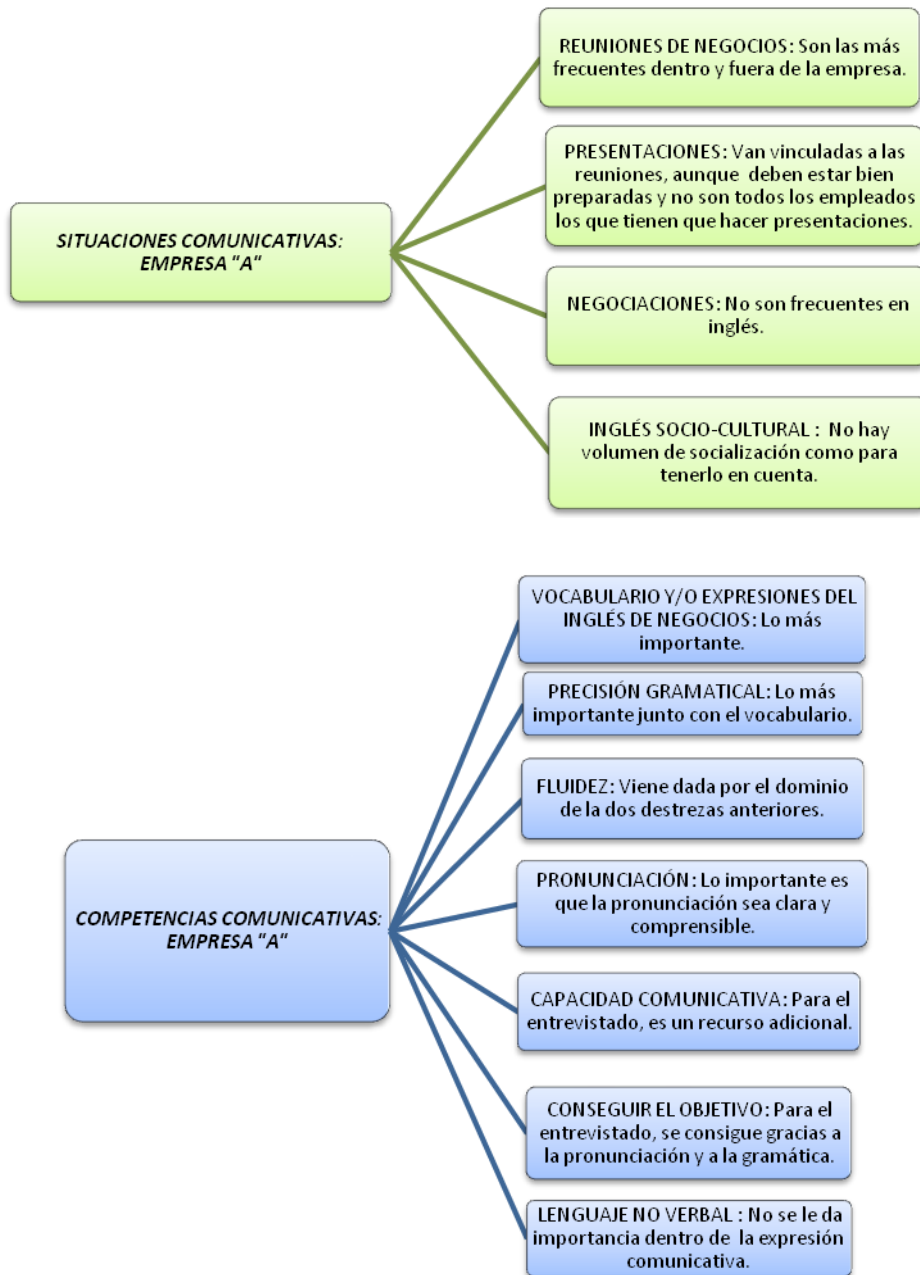 REUNIONES DE NEGOCIOS: Son las más
frecuentes dentro y fuera de la empresa.
PRESENTACIONES: Van vinculadas a las
reuniones, aunque deben estar bien
preparadas y no son todos los empleados
los que tienen que hacer presentaciones.
SITUACIONES COMUNICATIVAS:
EMPRESA "A"
NEGOCIACIONES: No son frecuentes en
inglés.
INGLÉS SOCIO-CULTURAL : No hay
volumen de socialización como para
tenerlo en cuenta.
VOCABULARIO Y/O EXPRESIONES DEL
INGLÉS DE NEGOCIOS: Lo más
importante.
PRECISIÓN GRAMATICAL: Lo más
importante junto con el vocabulario.
FLUIDEZ: Viene dada por el dominio
de la dos destrezas anteriores.
COMPETENCIAS COMUNICATIVAS:
EMPRESA "A"
PRONUNCIACIÓN: Lo importante es
que la pronunciación sea clara y
comprensible.
CAPACIDAD COMUNICATIVA: Para el
entrevistado, es un recurso adicional.
CONSEGUIR EL OBJETIVO: Para el
entrevistado, se consigue gracias a
la pronunciación y a la gramática.
LENGUAJE NO VERBAL : No se le da
importancia dentro de la expresión
comunicativa.